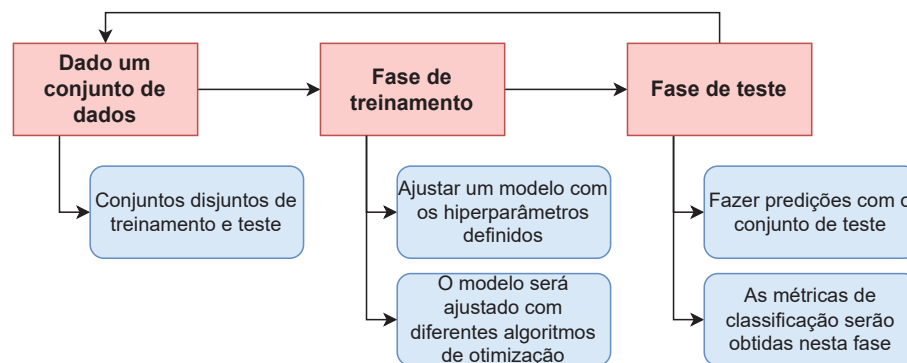 Dado um
conjunto de
dados
Fase de
treinamento
Fase de teste
Conjuntos disjuntos de
treinamento e teste
Ajustar um modelo com
os hiperparâmetros
definidos
O modelo será
ajustado com
diferentes algoritmos
de otimização
Fazer predições com o
conjunto de teste
As métricas de
classificação serão
obtidas nesta fase